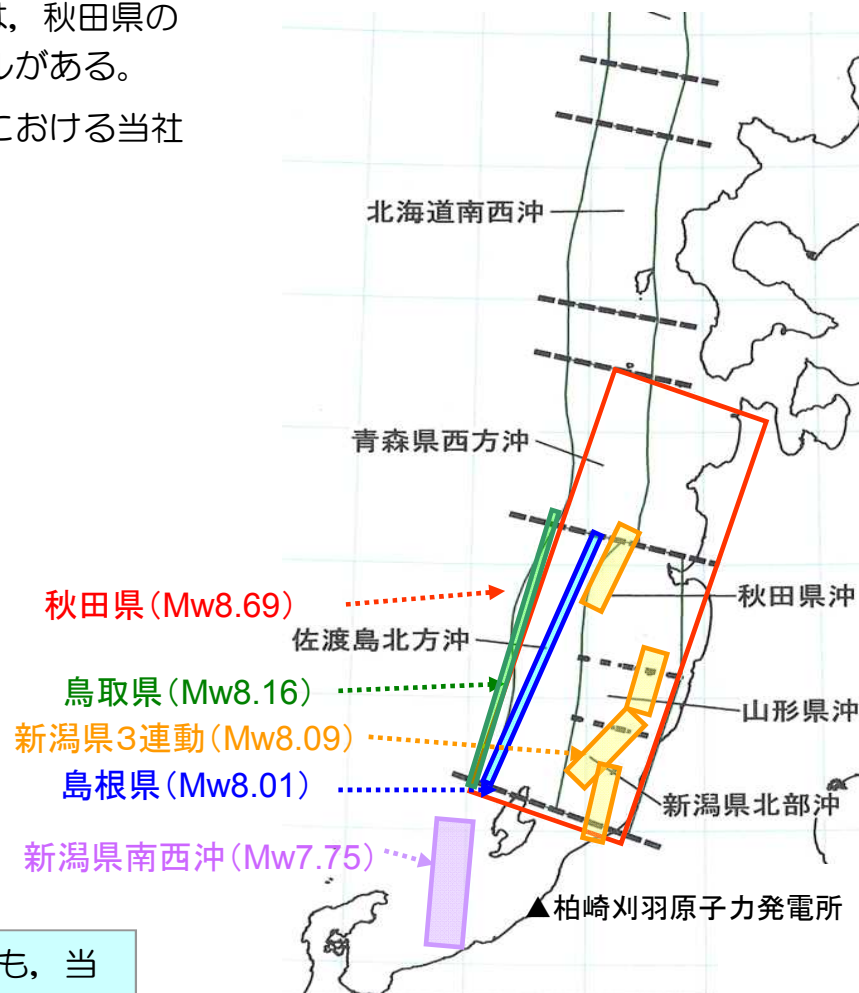 は，秋田県の
しがある。
における当社
北海道南西沖
青森県西方沖
秋田県(Mw8.69)
秋田県沖
佐渡島北方沖
鳥取県(Mw8.16)
山形県沖
新潟県3連動(Mw8.09)
島根県(Mw8.01)
新潟県北部沖
新潟県南西沖(Mw7.75)
▲柏崎刈羽原子力発電所
も，当